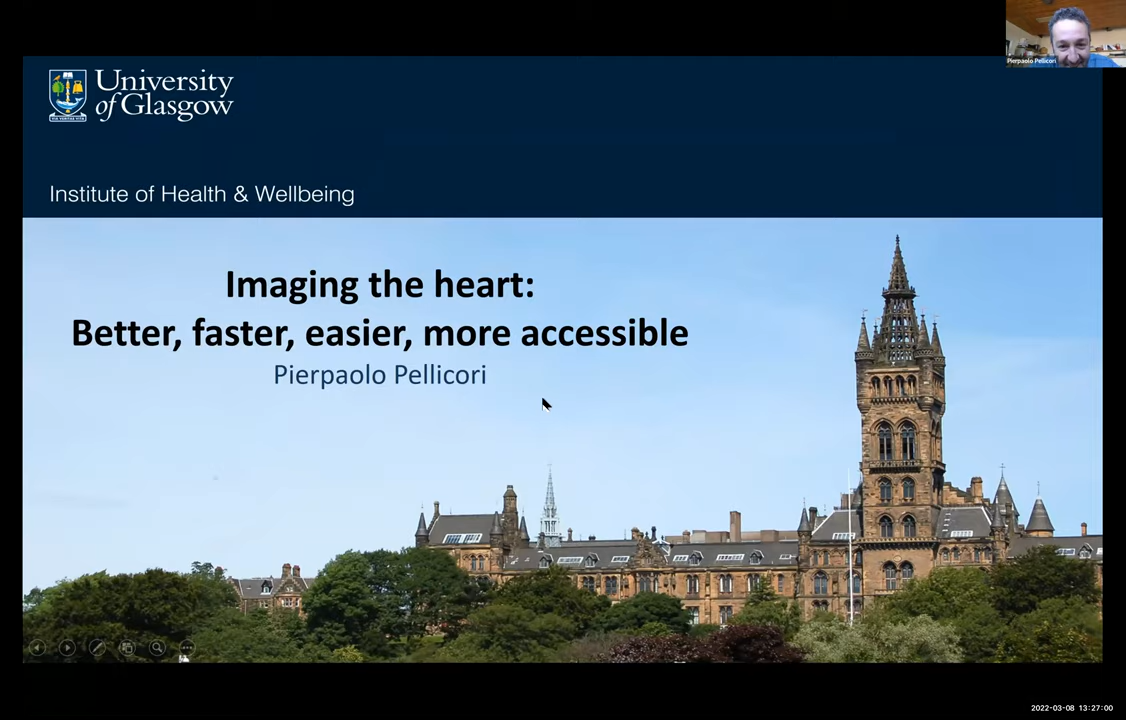 Pierpaolo Pellicori
University
of Glasgow
Institute of Health & Wellbeing
Imaging the heart:
Better, faster, easier, more accessible
Pierpaolo Pellicori
2022-03-08 13:27:00